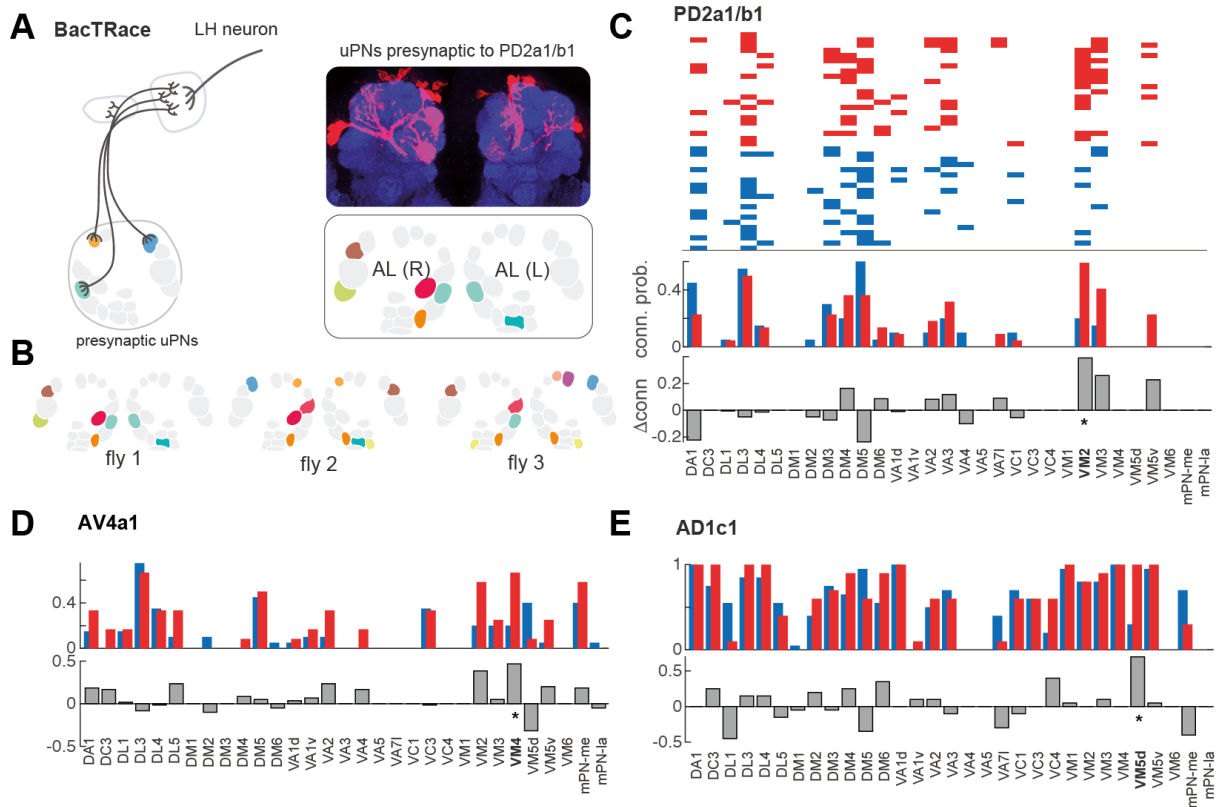 A BacTRace
LH neuron
presynaptic uPNs
uPNs presynaptic to PD2a1/b1
AL (R)
AL (L)
B
fly 1
fly 2
fly 3
C PD2a1/b1
conn. prob.
0.4
0
Δconn
0.2
0
-0.2
*
DA1
DC3
DL1
DL3
DL4
DL5
DM1
DM2
DM3
DM4
DM5
DM6
VA1d
VA1v
VA2
VA3
VA4
VA5
VA7l
VC1
VC3
VC4
VM1
VM2
VM3
VM4
VM5d
VM5v
VM6
mPN-me
mPN-la
D AV4a1
0.4
0
0.5
0
-0.5
*
DA1
DC3
DL1
DL3
DL4
DL5
DM1
DM2
DM3
DM4
DM5
DM6
VA1d
VA1v
VA2
VA3
VA4
VA5
VA7l
VC1
VC3
VM1
VM2
VM3
VM4
VM5d
VM5v
VM6
mPN-me
mPN-la
E AD1c1
1
0.5
0
0.5
0
-0.5
*
DA1
DC3
DL1
DL3
DL4
DL5
DM1
DM2
DM3
DM4
DM5
DM6
VA1d
VA1v
VA2
VA3
VA4
VA5
VA7l
VC1
VC3
VC4
VM1
VM2
VM3
VM4
VM5d
VM5v
VM6
mPN-me
mPN-la